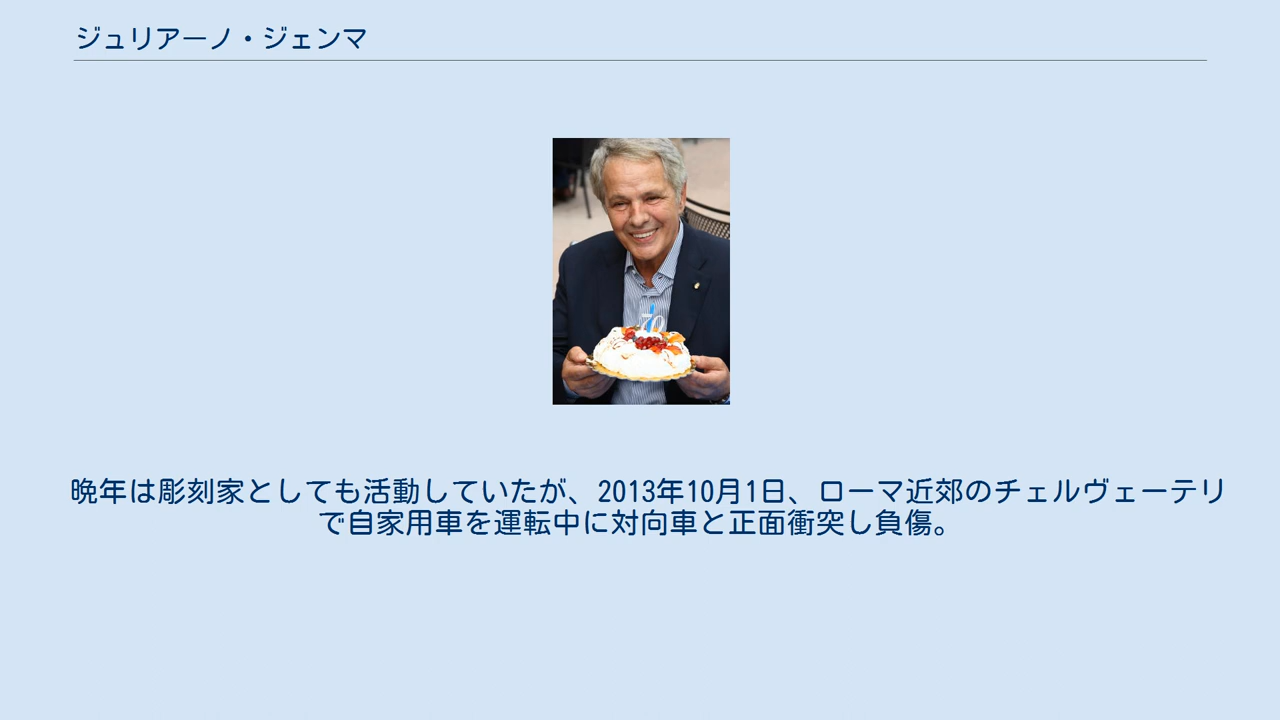 ジュリアーノ・ジェンマ
70
晩年は彫刻家としても活動していたが、2013年10月1日、ローマ近郊のチェルヴェーテリ
で自家用車を運転中に対向車と正面衝突し負傷。